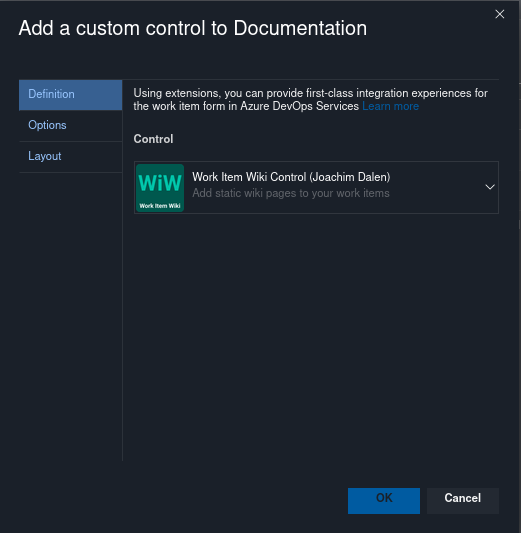 Add a custom control to Documentation
Definition
Options
Layout
Using extensions, you can provide first-class integration experiences for
the work item form in Azure DevOps Services Learn more
Control
WiW
Work Item Wiki
Work Item Wiki Control (Joachim Dalen)
Add static wiki pages to your work items
OK
Cancel